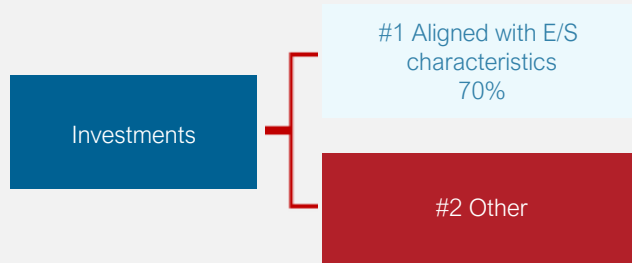 #1 Aligned with E/S
characteristics
70%
Investments
#2 Other